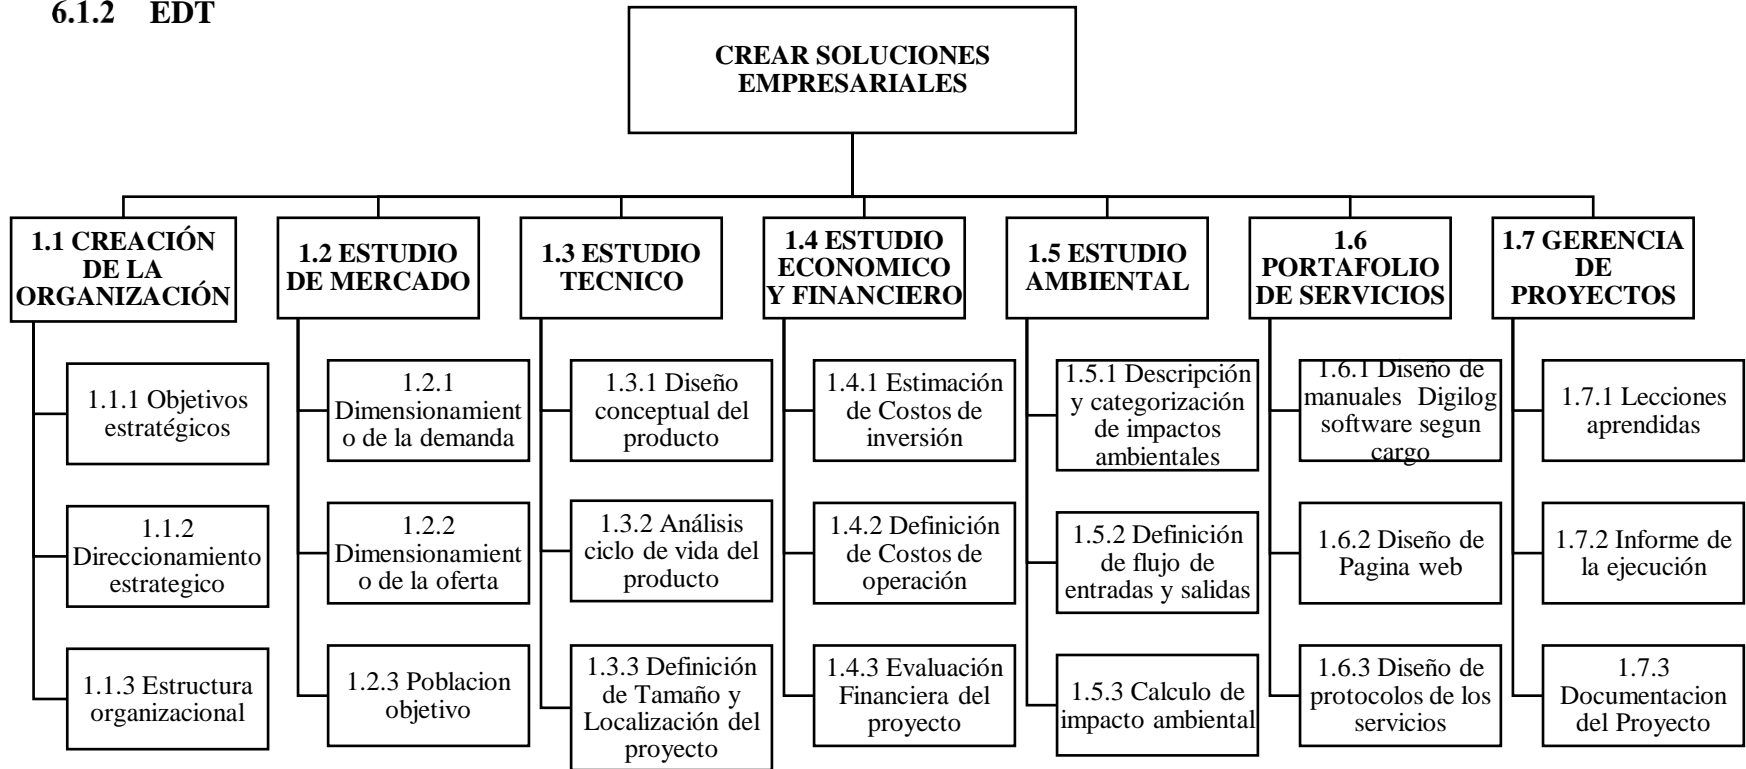 6.1.2 EDT
CREAR SOLUCIONES
EMPRESARIALES
1.1 CREACIÓN
DE LA
ORGANIZACIÓN
1.2 ESTUDIO
DE MERCADO
1.3 ESTUDIO
TECNICO
1.4 ESTUDIO
ECONOMICO
Y FINANCIERO
1.5 ESTUDIO
AMBIENTAL
1.6
PORTAFOLIO
DE SERVICIOS
1.7 GERENCIA
DE
PROYECTOS
1.1.1 Objetivos
estratégicos
1.1.2
Direccionamiento
estrategico
1.1.3 Estructura
organizacional
1.2.1
Dimensionamient
o de la demanda
1.2.2
Dimensionamient
o de la oferta
1.2.3 Poblacion
objetivo
1.3.1 Diseño
conceptual del
producto
1.3.2 Análisis
ciclo de vida del
producto
1.3.3 Definición
de Tamaño y
Localización del
proyecto
1.4.1 Estimación
de Costos de
inversión
1.4.2 Definición
de Costos de
operación
1.4.3 Evaluación
Financiera del
proyecto
1.5.1 Descripción
y categorización
de impactos
ambientales
1.5.2 Definición
de flujo de
entradas y salidas
1.5.3 Calculo de
impacto ambiental
1.6.1 Diseño de
manuales Digilog
software segun
cargo
1.6.2 Diseño de
Pagina web
1.6.3 Diseño de
protocolos de los
servicios
1.7.1 Lecciones
aprendidas
1.7.2 Informe de
la ejecución
1.7.3
Documentacion
del Proyecto